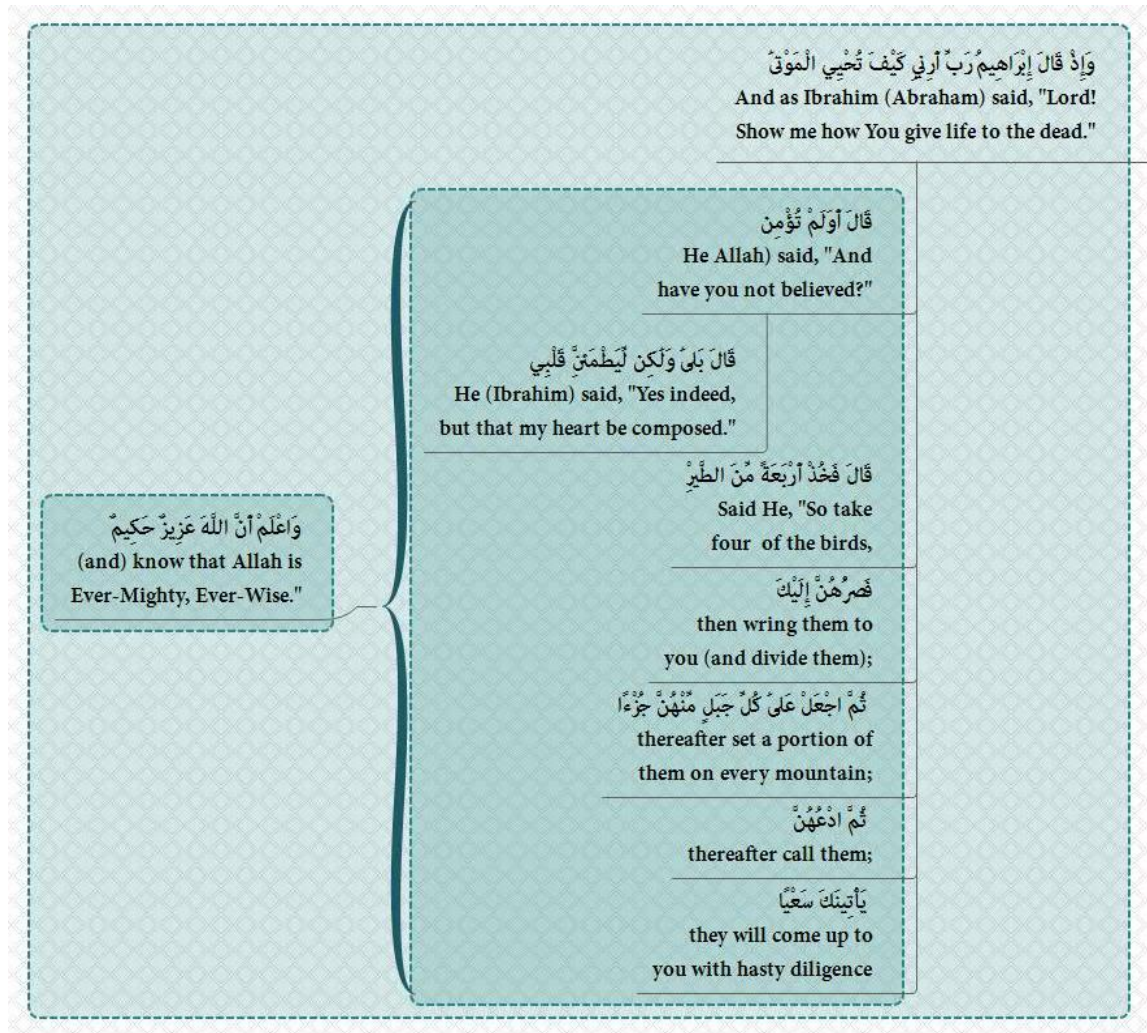 وَإِذْ قَالَ إِبْرَاهِيمُ رَبِّ أَرِنِي كَيْفَ تُحْيِي الْمَوْتَىٰ
And as Ibrahim (Abraham) said, "Lord!
Show me how You give life to the dead."
قَالَ أَوَلَمْ تُؤْمِن
He Allah) said, "And
have you not believed?"
قَالَ بَلَىٰ وَلَٰكِن لِّيَطْمَئِنَّ قَلْبِي
He (Ibrahim) said, "Yes indeed,
but that my heart be composed."
قَالَ فَخُذْ أَرْبَعَةً مِّنَ الطَّيْرِ
Said He, "So take
four of the birds,
فَصُرْهُنَّ إِلَيْكَ
then wring them to
you (and divide them);
ثُمَّ اجْعَلْ عَلَىٰ كُلِّ جَبَلٍ مِّنْهُنَّ جُزْءًا
thereafter set a portion of
them on every mountain;
ثُمَّ ادْعُهُنَّ
thereafter call them;
يَأْتِينَكَ سَعْيًا
they will come up to
you with hasty diligence
وَاعْلَمْ أَنَّ اللَّهَ عَزِيزٌ حَكِيمٌ
(and) know that Allah is
Ever-Mighty, Ever-Wise."